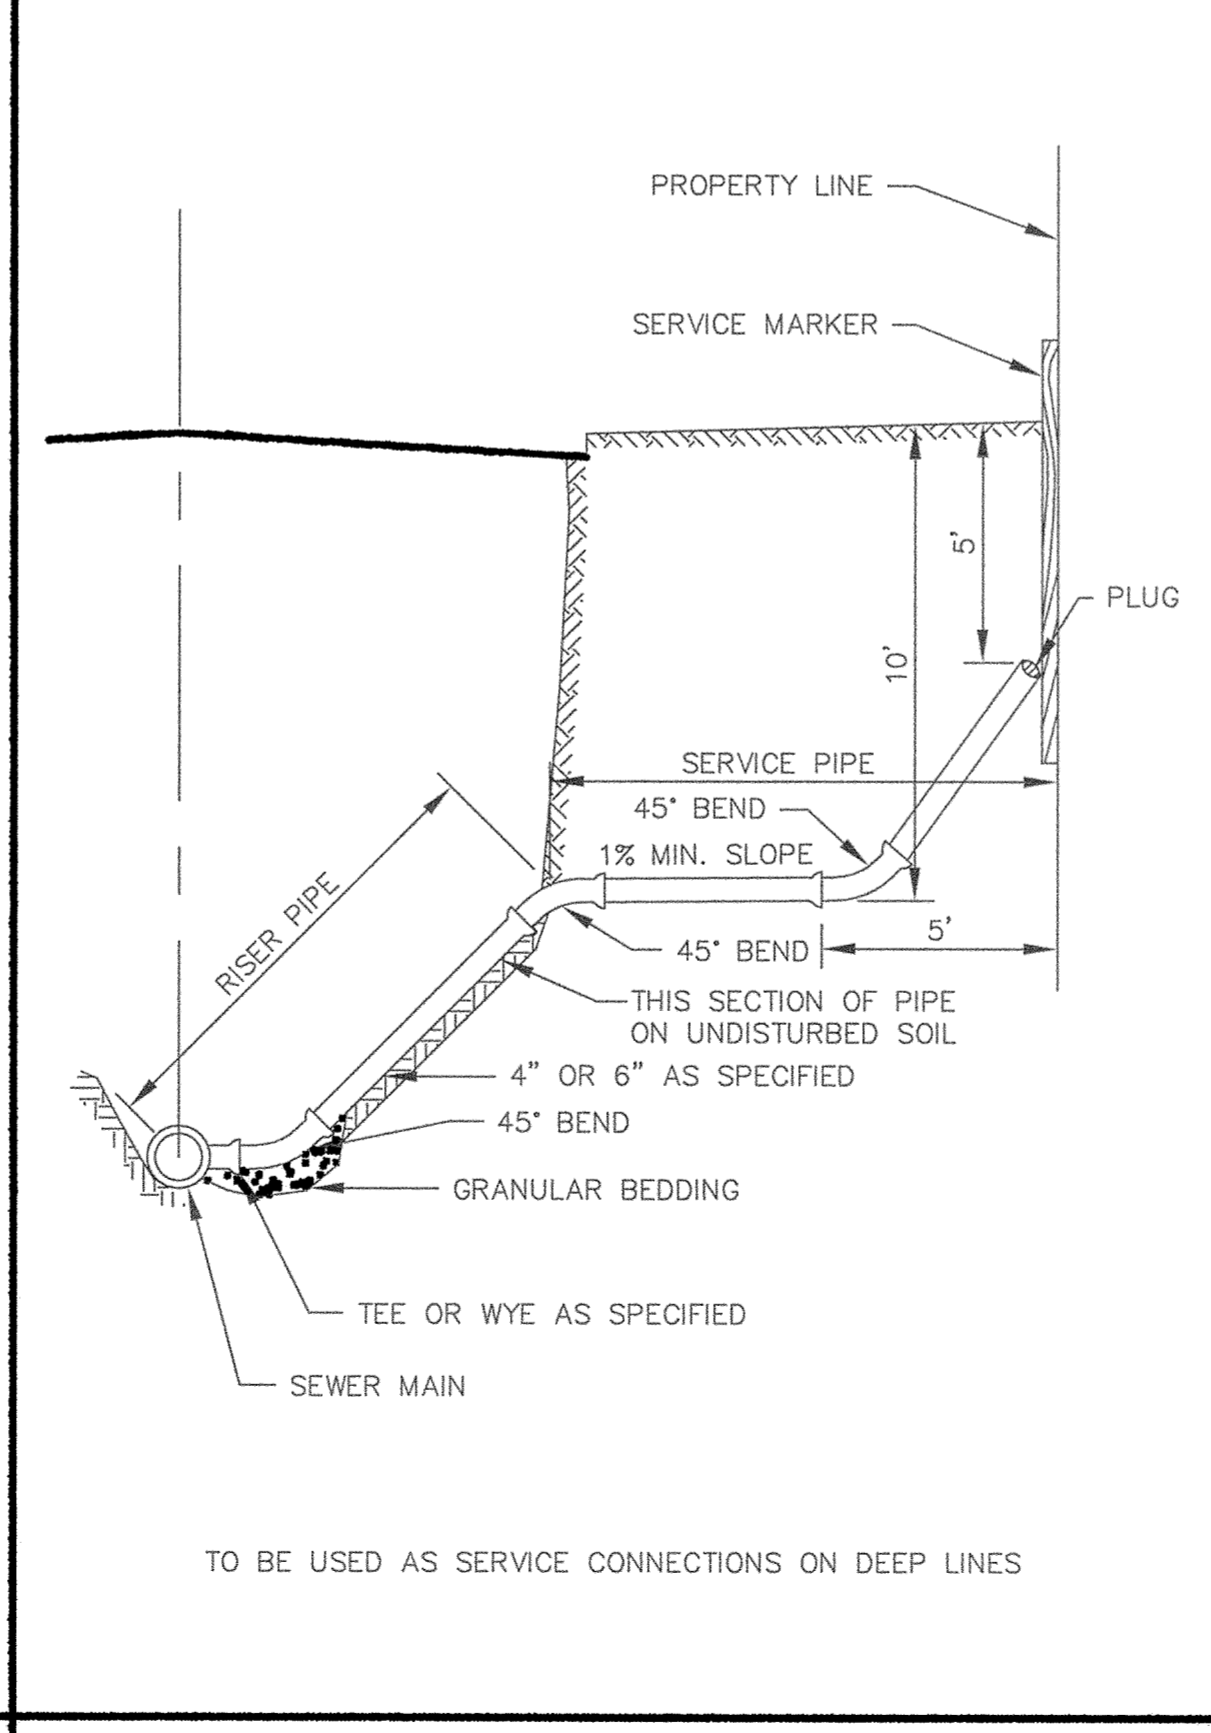 PROPERTY LINE
SERVICE MARKER
5'
PLUG
10'
SERVICE PIPE
45° BEND
1% MIN. SLOPE
RISER PIPE
5'
45° BEND
THIS SECTION OF PIPE
ON UNDISTURBED SOIL
4" OR 6" AS SPECIFIED
45° BEND
GRANULAR BEDDING
TEE OR WYE AS SPECIFIED
SEWER MAIN
TO BE USED AS SERVICE CONNECTIONS ON DEEP LINES